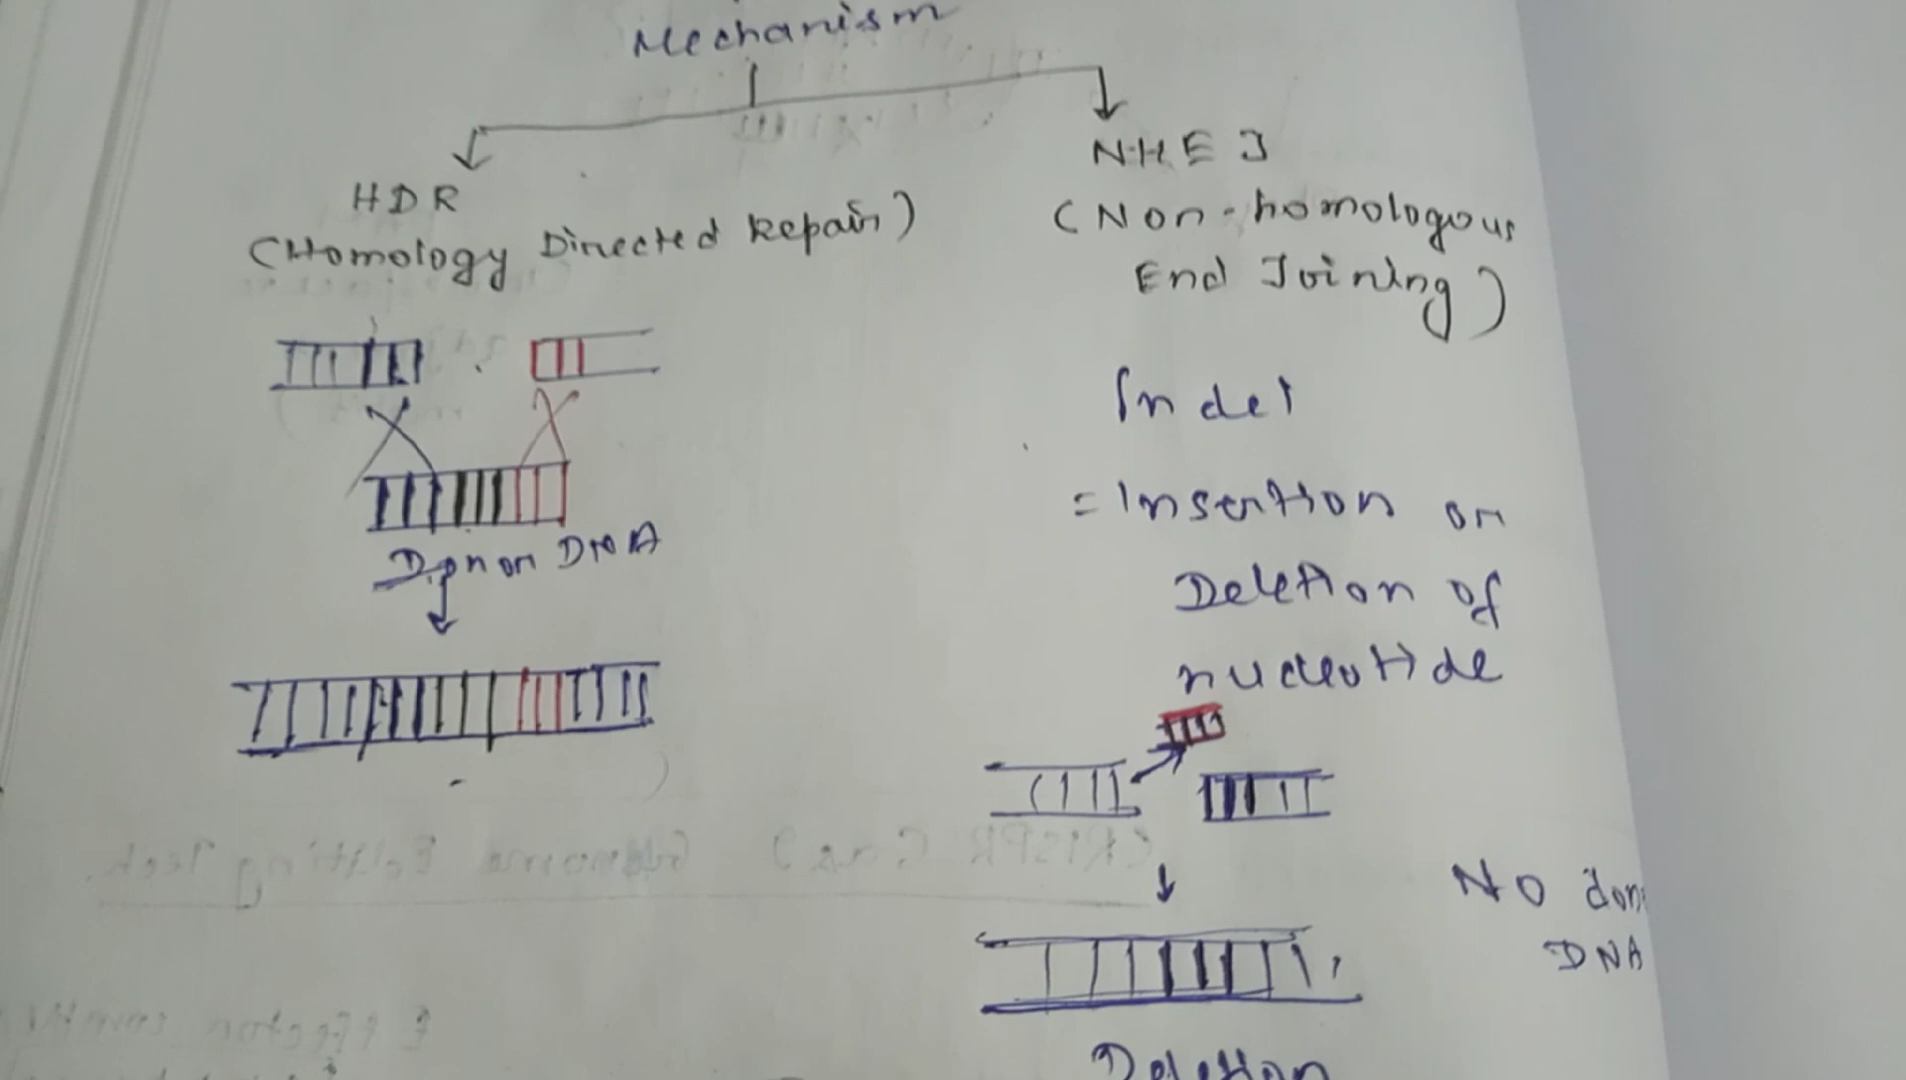 Mechanism
HDR
(Homology Directed Repair)
Donor DNA
NHEJ
(Non-homologous
End Joining)
Indel
= Insertion or
Deletion of
nucleotide
No don
DNA
Deletion